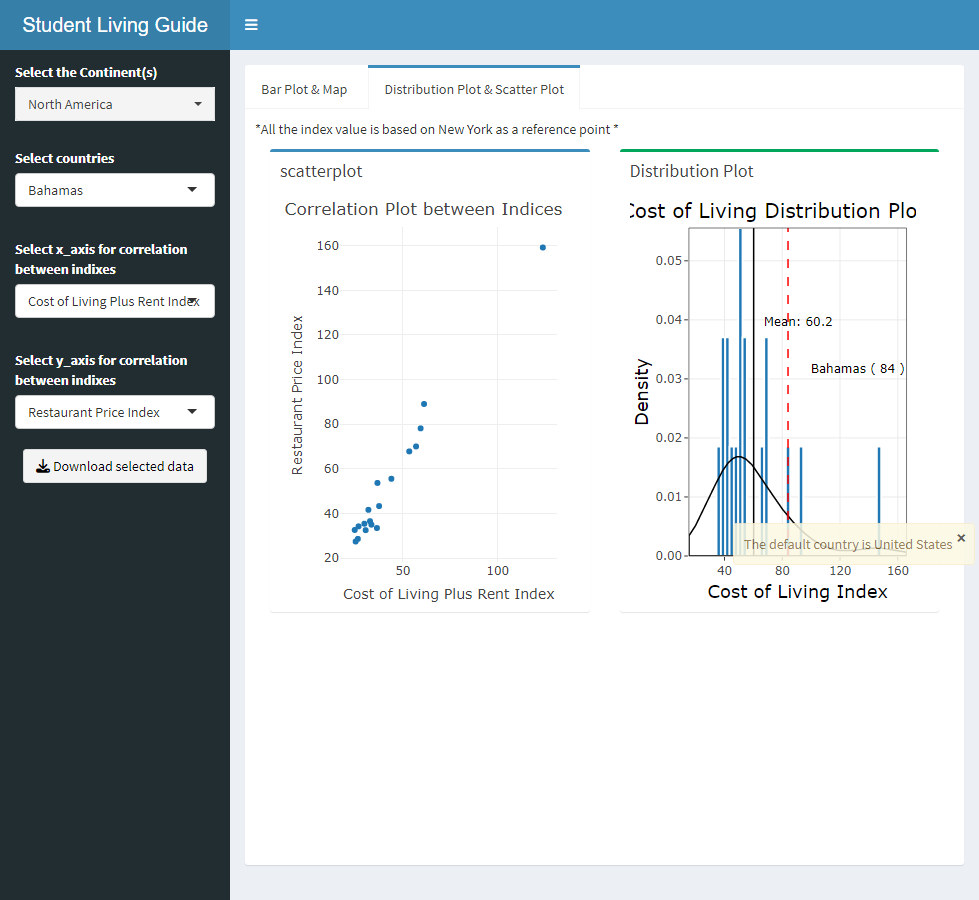 Student Living Guide
Select the Continent(s)
North America
Select countries
Bahamas
Select x_axis for correlation
between indixes
Cost of Living Plus Rent Index
Select y_axis for correlation
between indixes
Restaurant Price Index
Download selected data
Bar Plot & Map
Distribution Plot & Scatter Plot
*All the index value is based on New York as a reference point *
scatterplot
Correlation Plot between Indices
160
140
120
100
80
60
40
20
Restaurant Price Index
50
100
Cost of Living Plus Rent Index
Distribution Plot
Cost of Living Distribution Plo
0.05
0.04
0.03
0.02
0.01
0.00
Density
Mean: 60.2
Bahamas ( 84 )
40
80
120
160
Cost of Living Index
The default country is United States
×